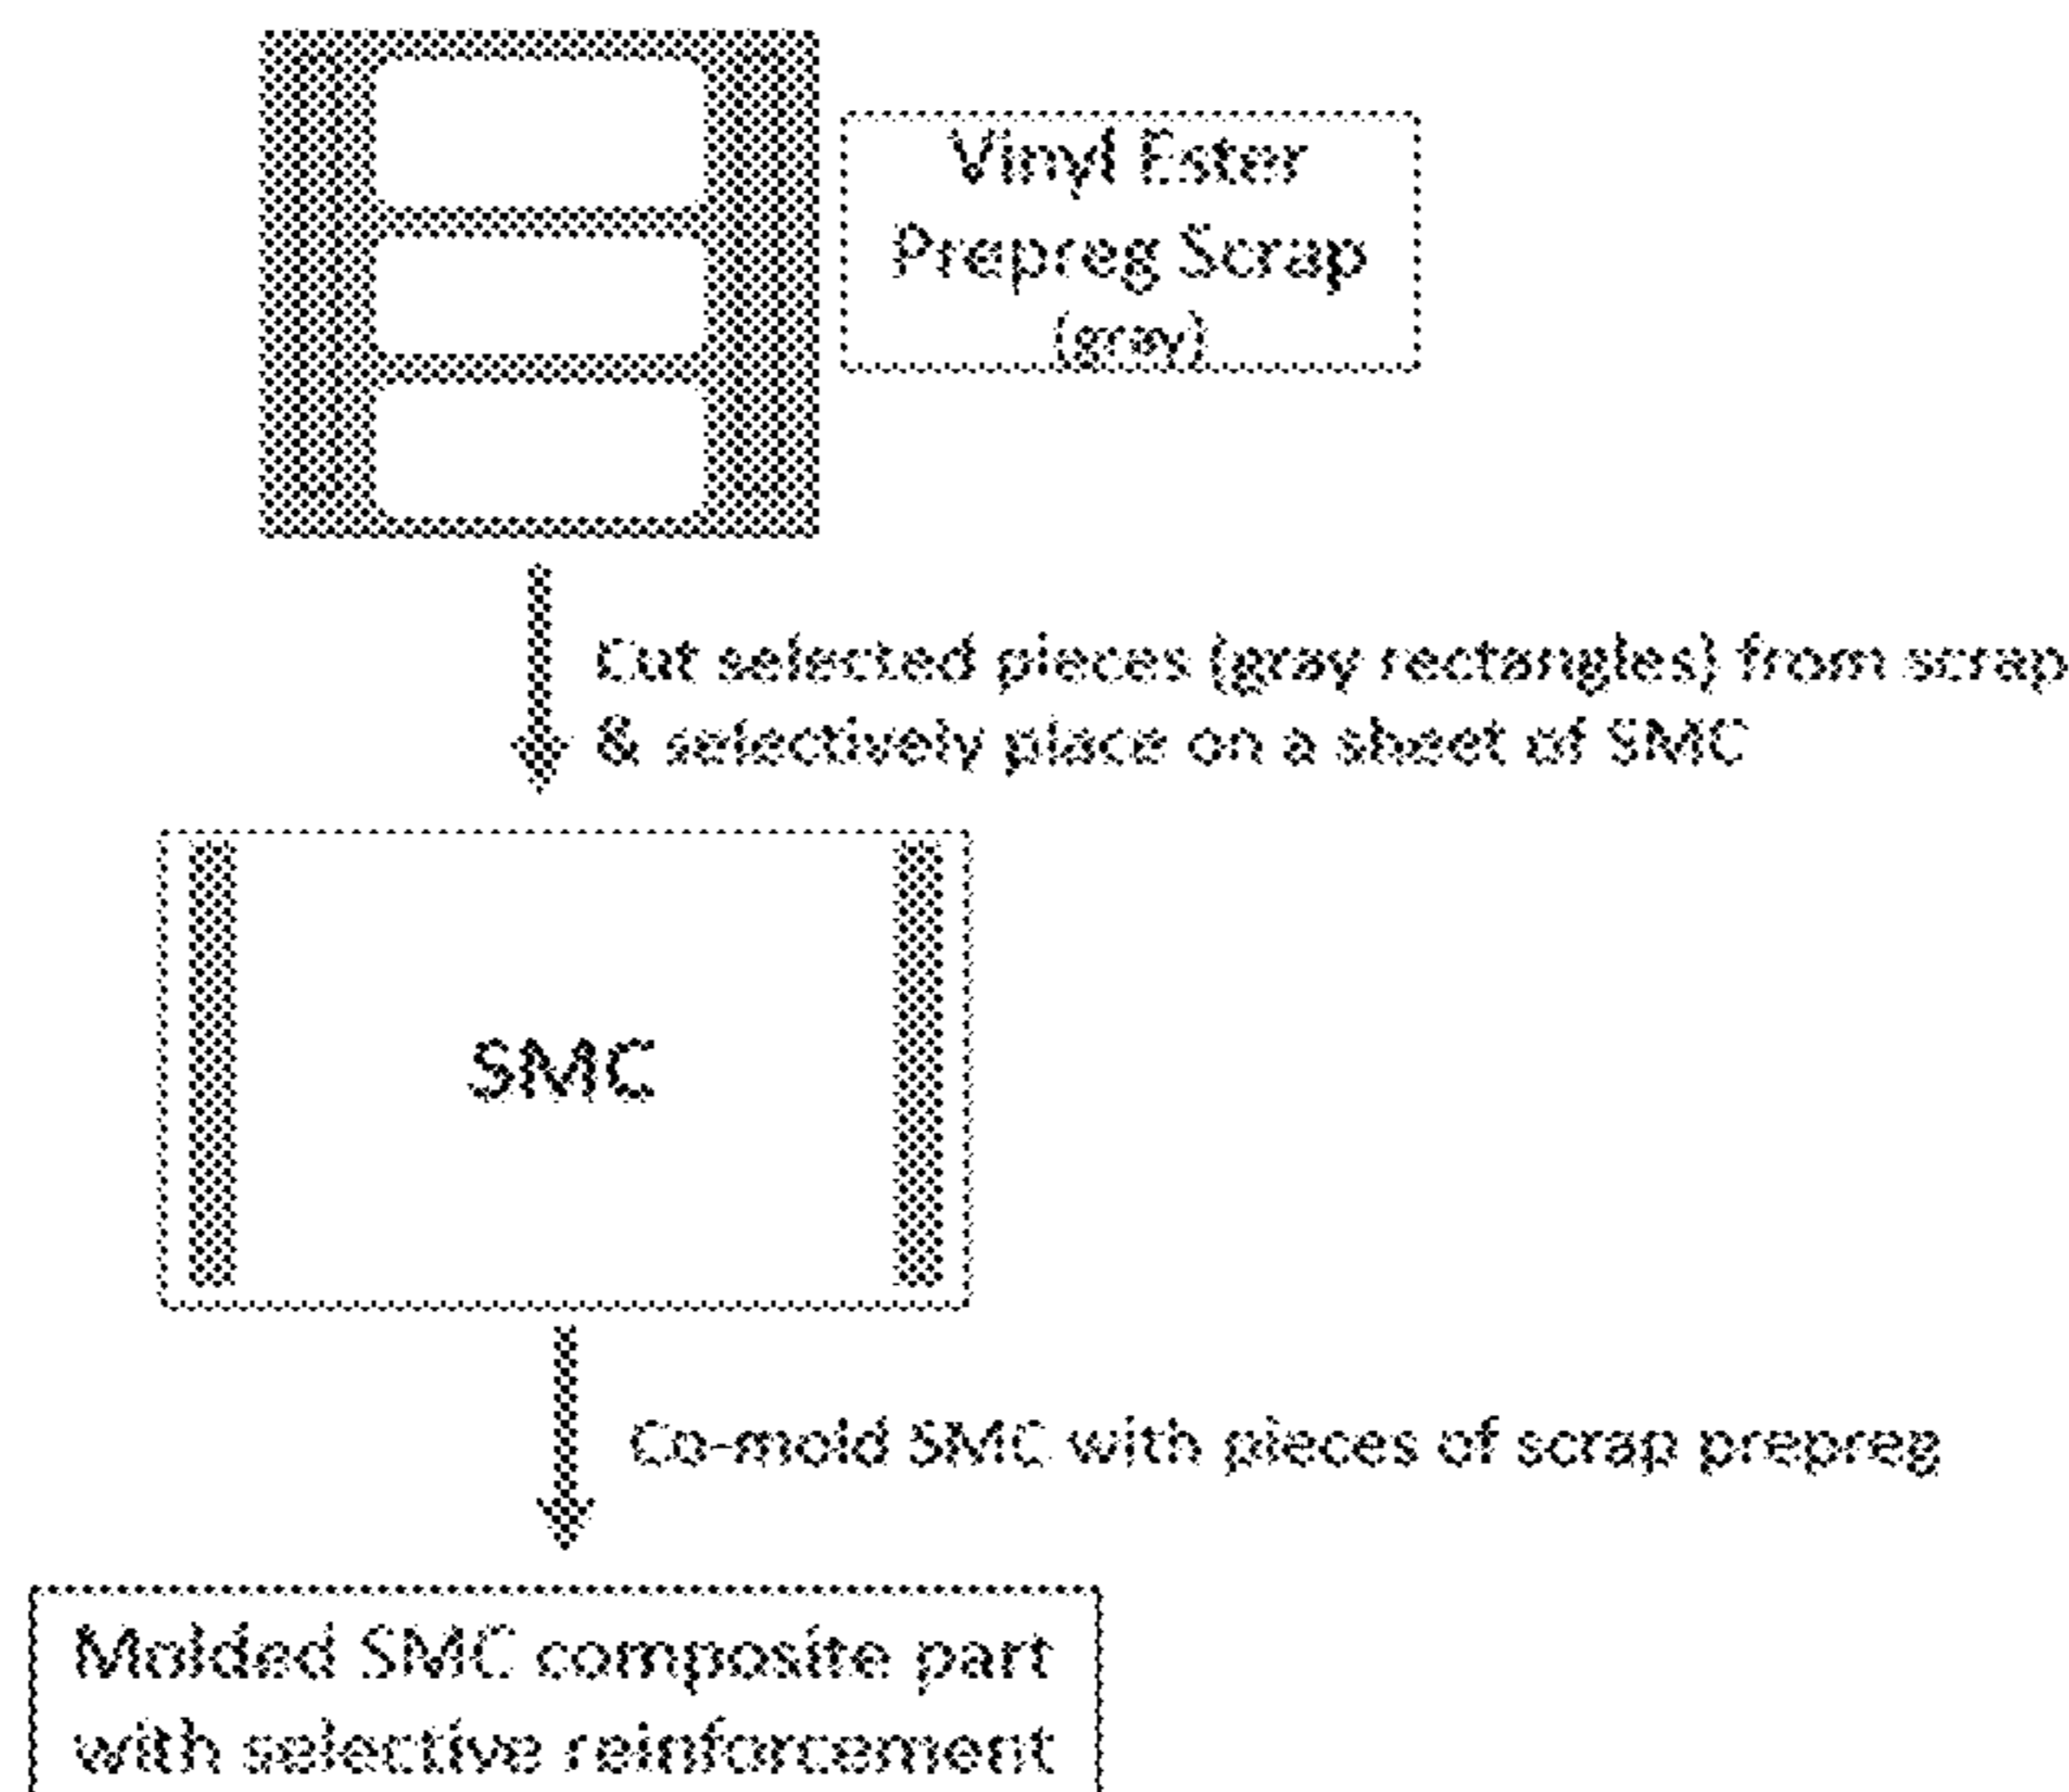 Vinyl Ester
Prepreg Scrap
(gray)
Cut selected pieces (gray rectangles) from scrap
& selectively place on a sheet of SMC
SMC
Co-mold SMC with pieces of scrap prepreg
Molded SMC composite part
with selective reinforcement